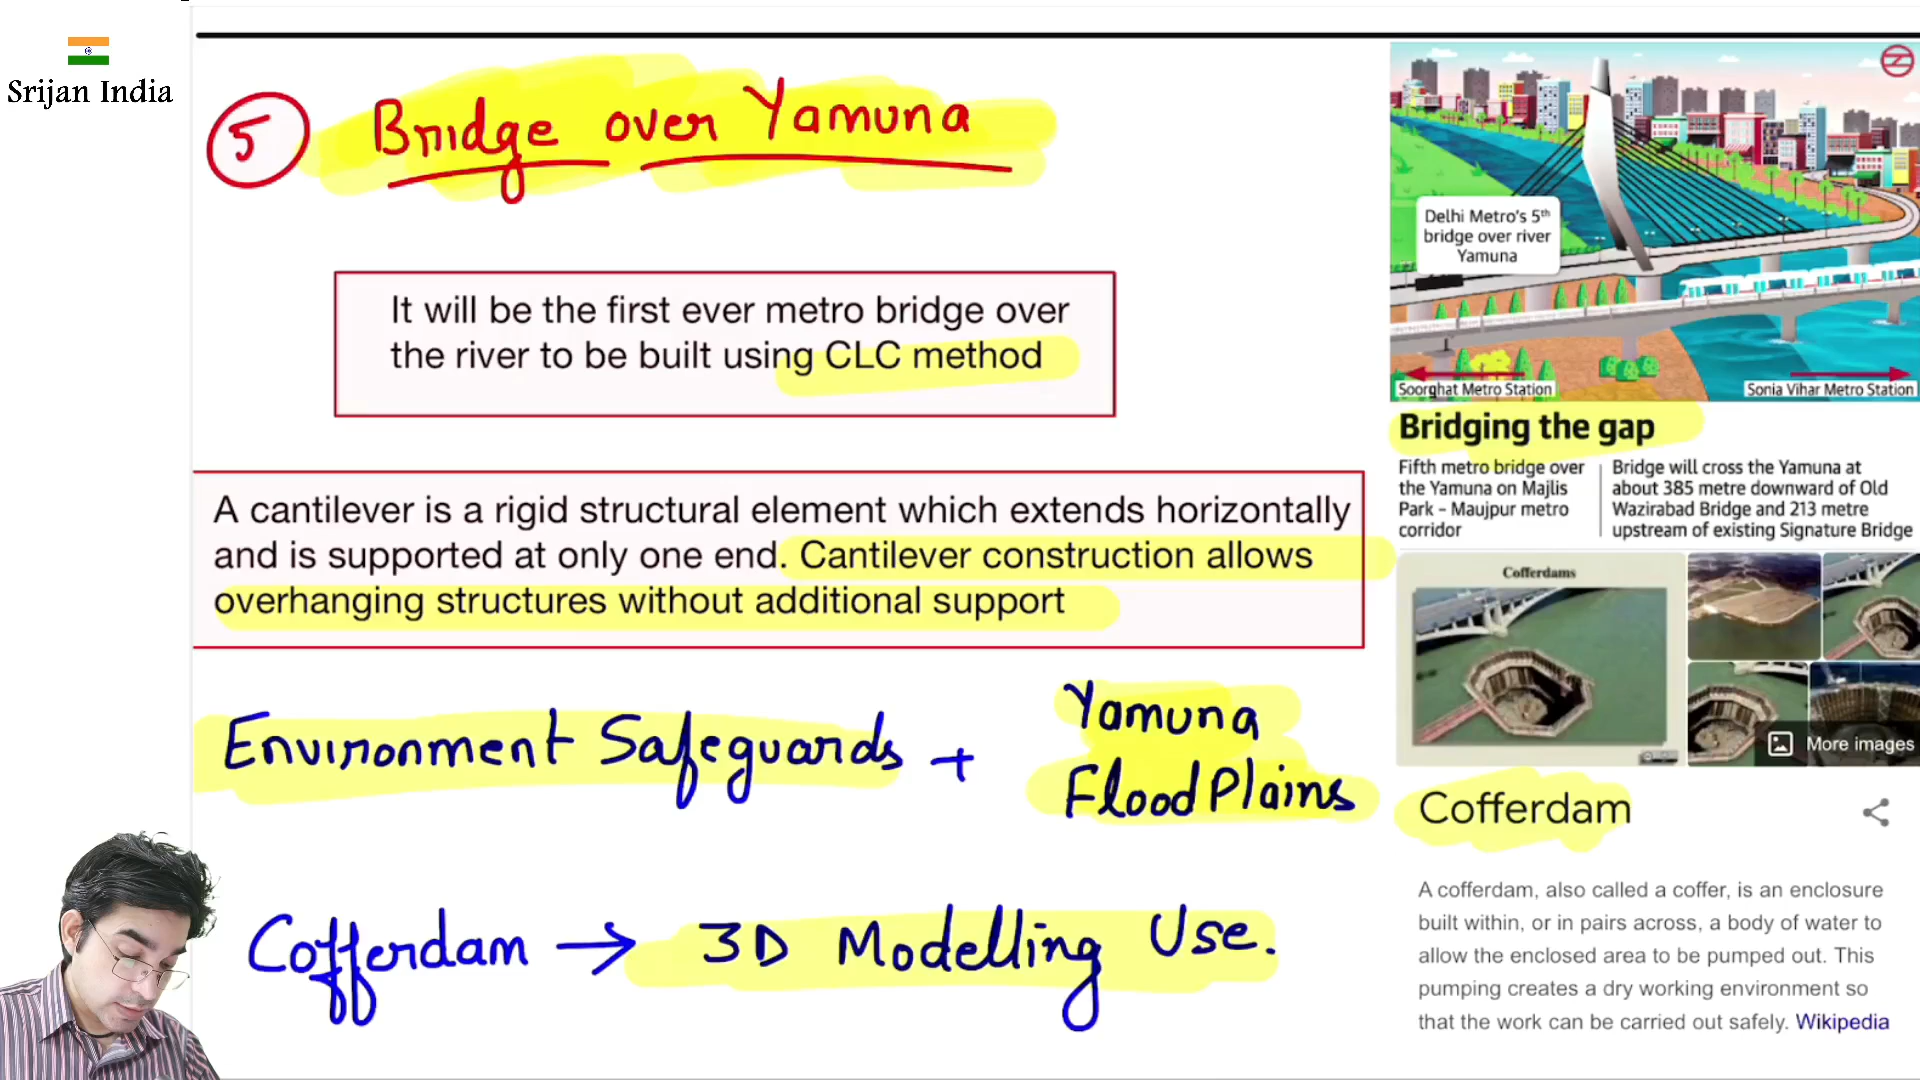 Srijan India
5 Bridge over Yamuna
It will be the first ever metro bridge over
the river to be built using CLC method
A cantilever is a rigid structural element which extends horizontally
and is supported at only one end. Cantilever construction allows
overhanging structures without additional support
Environment Safeguards + Yamuna
Flood Plains
Cofferdam → 3D Modelling Use.
Delhi Metro's 5th
bridge over river
Yamuna
Soorghat Metro Station
Sonia Vihar Metro Station
Bridging the gap
Fifth metro bridge over
the Yamuna on Majlis
Park - Maujpur metro
corridor
Bridge will cross the Yamuna at
about 385 metre downward of Old
Wazirabad Bridge and 213 metre
upstream of existing Signature Bridge
Cofferdams
More images
Cofferdam
A cofferdam, also called a coffer, is an enclosure
built within, or in pairs across, a body of water to
allow the enclosed area to be pumped out. This
pumping creates a dry working environment so
that the work can be carried out safely. Wikipedia